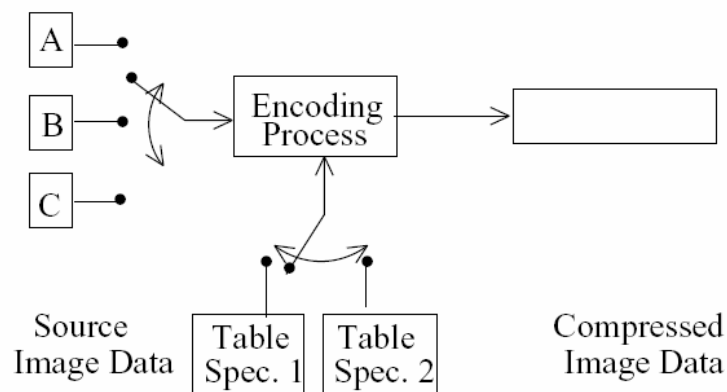 A
B
C
Encoding
Process
Source
Image Data
Table
Spec. 1
Table
Spec. 2
Compressed
Image Data